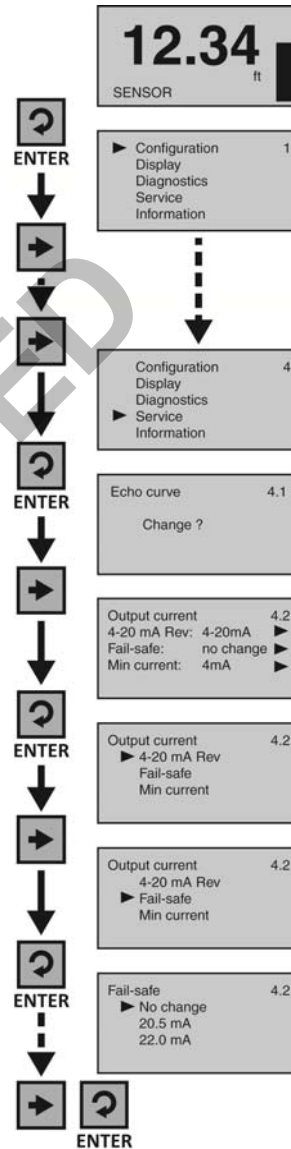 12.34
ft
SENSOR
ENTER
Configuration 1
Display
Diagnostics
Service
Information
Configuration 4
Display
Diagnostics
Service
Information
ENTER
Echo curve 4.1
Change ?
Output current 4.2
4-20 mA Rev: 4-20mA
Fail-safe: no change
Min current: 4mA
ENTER
Output current 4.2
4-20 mA Rev
Fail-safe
Min current
Output current 4.2
4-20 mA Rev
Fail-safe
Min current
ENTER
Fail-safe 4.2
No change
20.5 mA
22.0 mA
ENTER